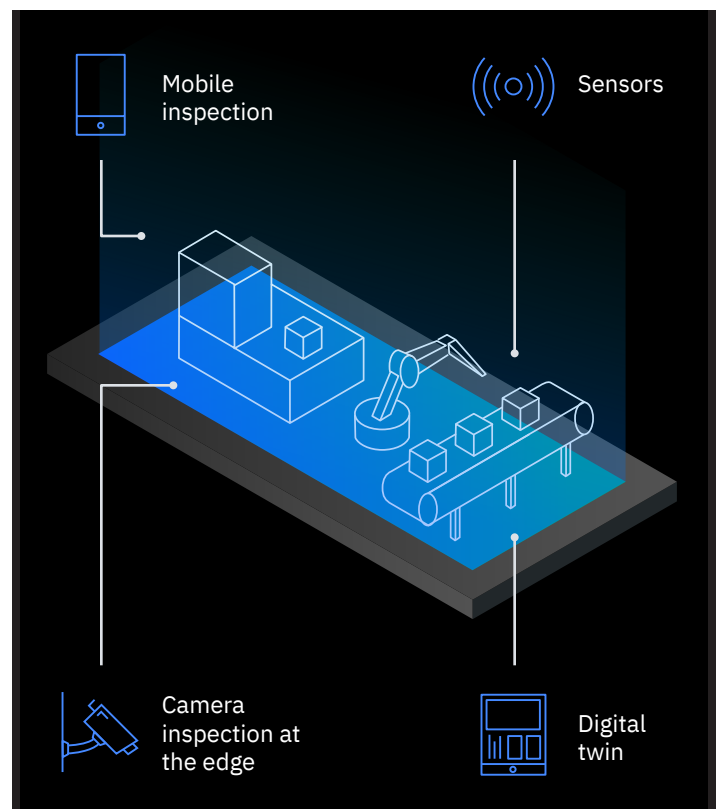 Mobile
inspection
Sensors
Camera
inspection at
the edge
Digital
twin